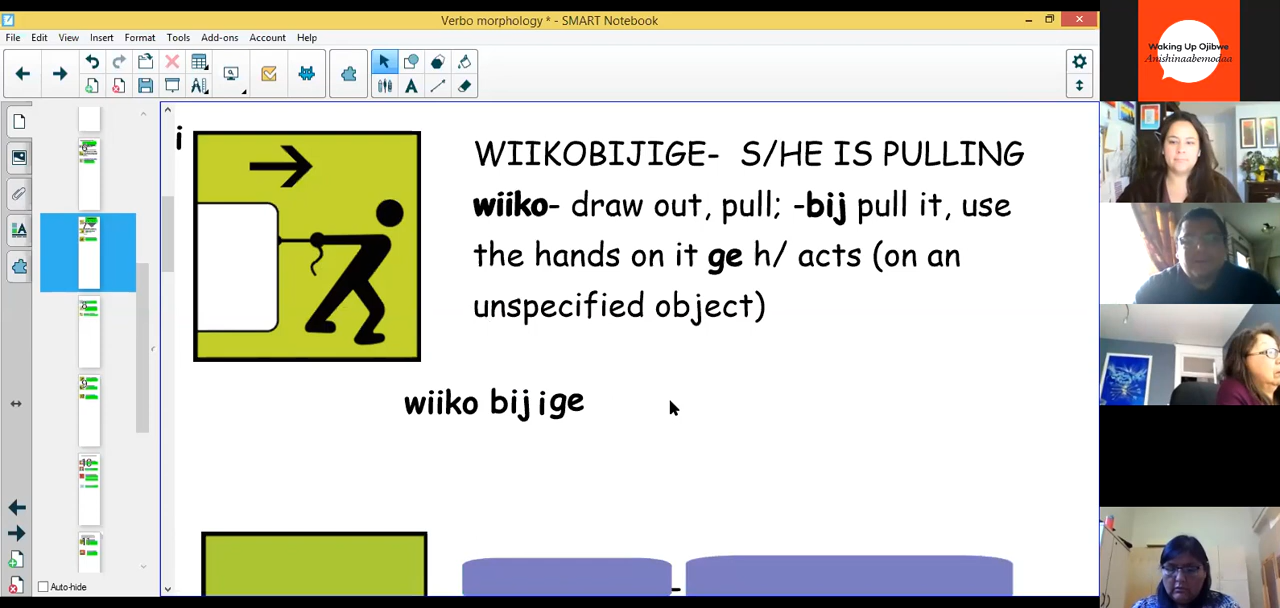 Verbo morphology * - SMART Notebook
File Edit View Insert Format Tools Add-ons Account Help
Waking Up Ojibwe
Anishinaabemodaa
i
WIIKOBIJIGE- S/HE IS PULLING
wiiko- draw out, pull; -bij pull it, use
the hands on it ge h/ acts (on an
unspecified object)
wiiko bij i ge
-
10
Auto-hide